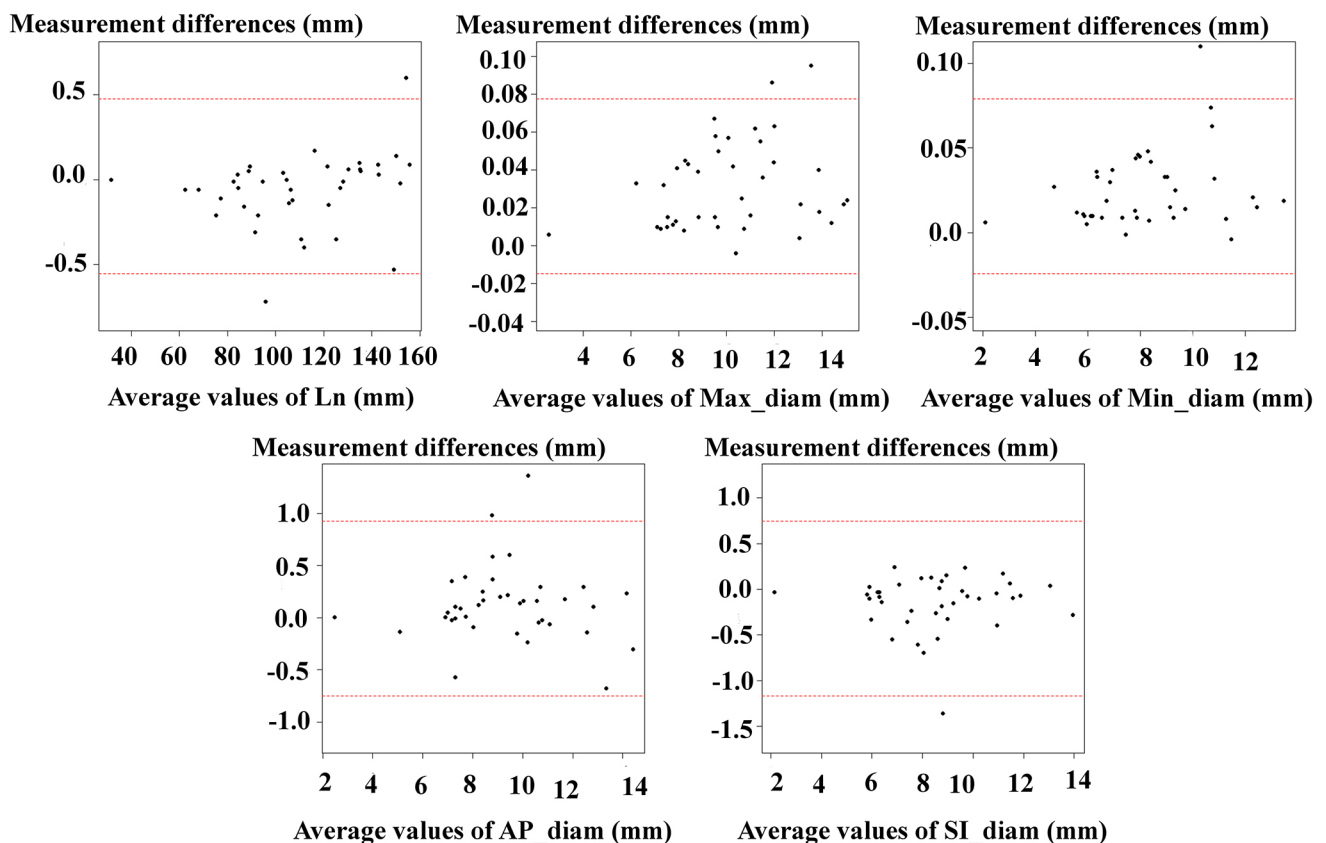 Measurement differences (mm)
0.5
0.0
-0.5
40 60 80 100 120 140 160
Average values of Ln (mm)
Measurement differences (mm)
0.10
0.08
0.06
0.04
0.02
0.0
-0.02
-0.04
4 6 8 10 12 14
Average values of Max_diam (mm)
Measurement differences (mm)
0.10
0.05
0.0
-0.05
2 4 6 8 10 12
Average values of Min_diam (mm)
Measurement differences (mm)
1.0
0.5
0.0
-0.5
-1.0
2 4 6 8 10 12 14
Average values of AP_diam (mm)
Measurement differences (mm)
1.0
0.5
0.0
-0.5
-1.0
-1.5
2 4 6 8 10 12 14
Average values of SI_diam (mm)